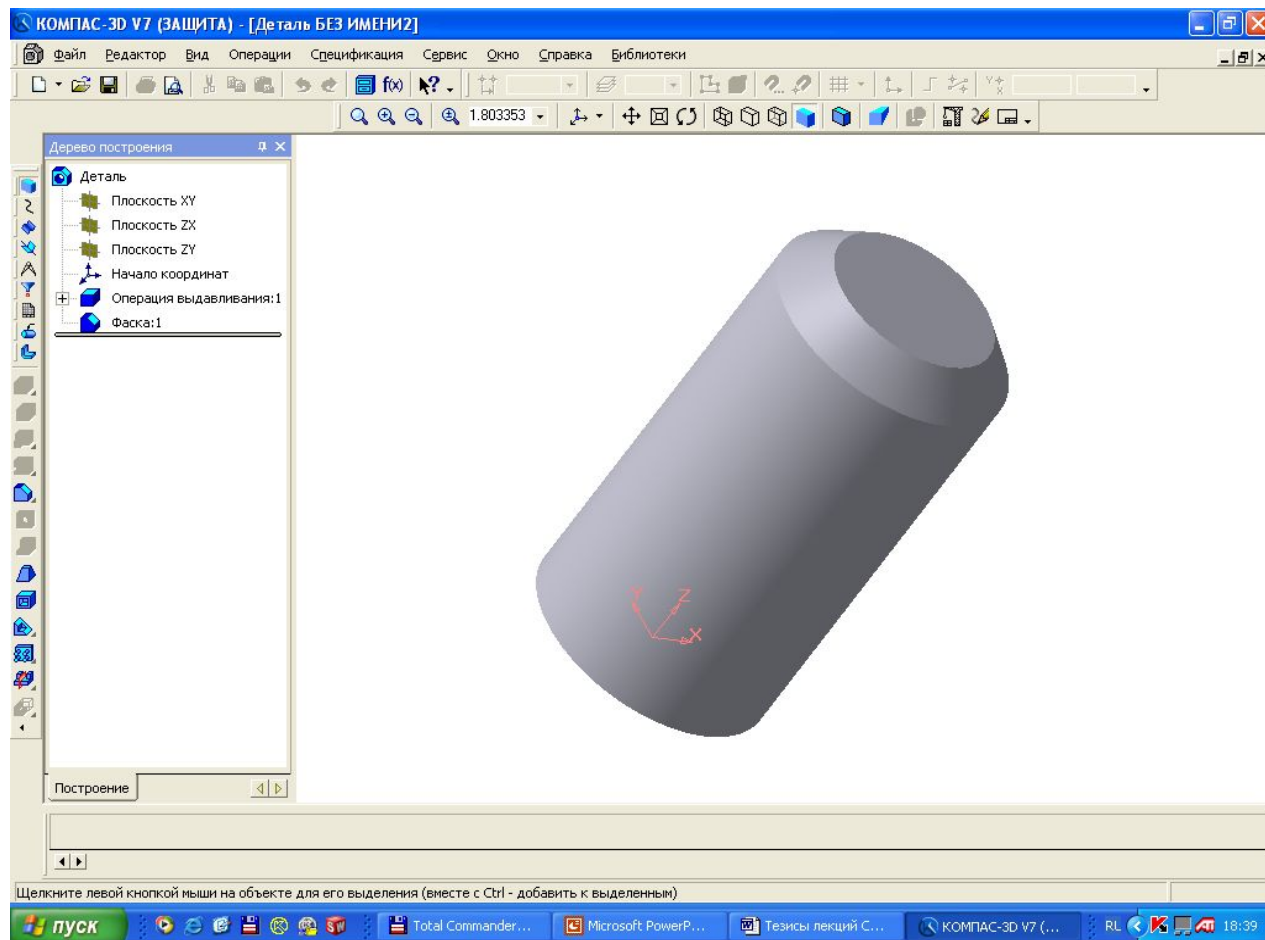 КОМПАС-3D V7 (ЗАЩИТА) - [Деталь БЕЗ ИМЕНИ2]
Файл Редактор Вид Операции Спецификация Сервис Окно Справка Библиотеки
f(x)
1.803353
Дерево построения
Деталь
Плоскость XY
Плоскость ZX
Плоскость ZY
Начало координат
Операция выдавливания:1
Фаска:1
Y Z
X
Построение
Щелкните левой кнопкой мыши на объекте для его выделения (вместе с Ctrl - добавить к выделенным)
пуск Total Commander... Microsoft PowerP... Тезисы лекций С... КОМПАС-3D V7 (... RL 18:39